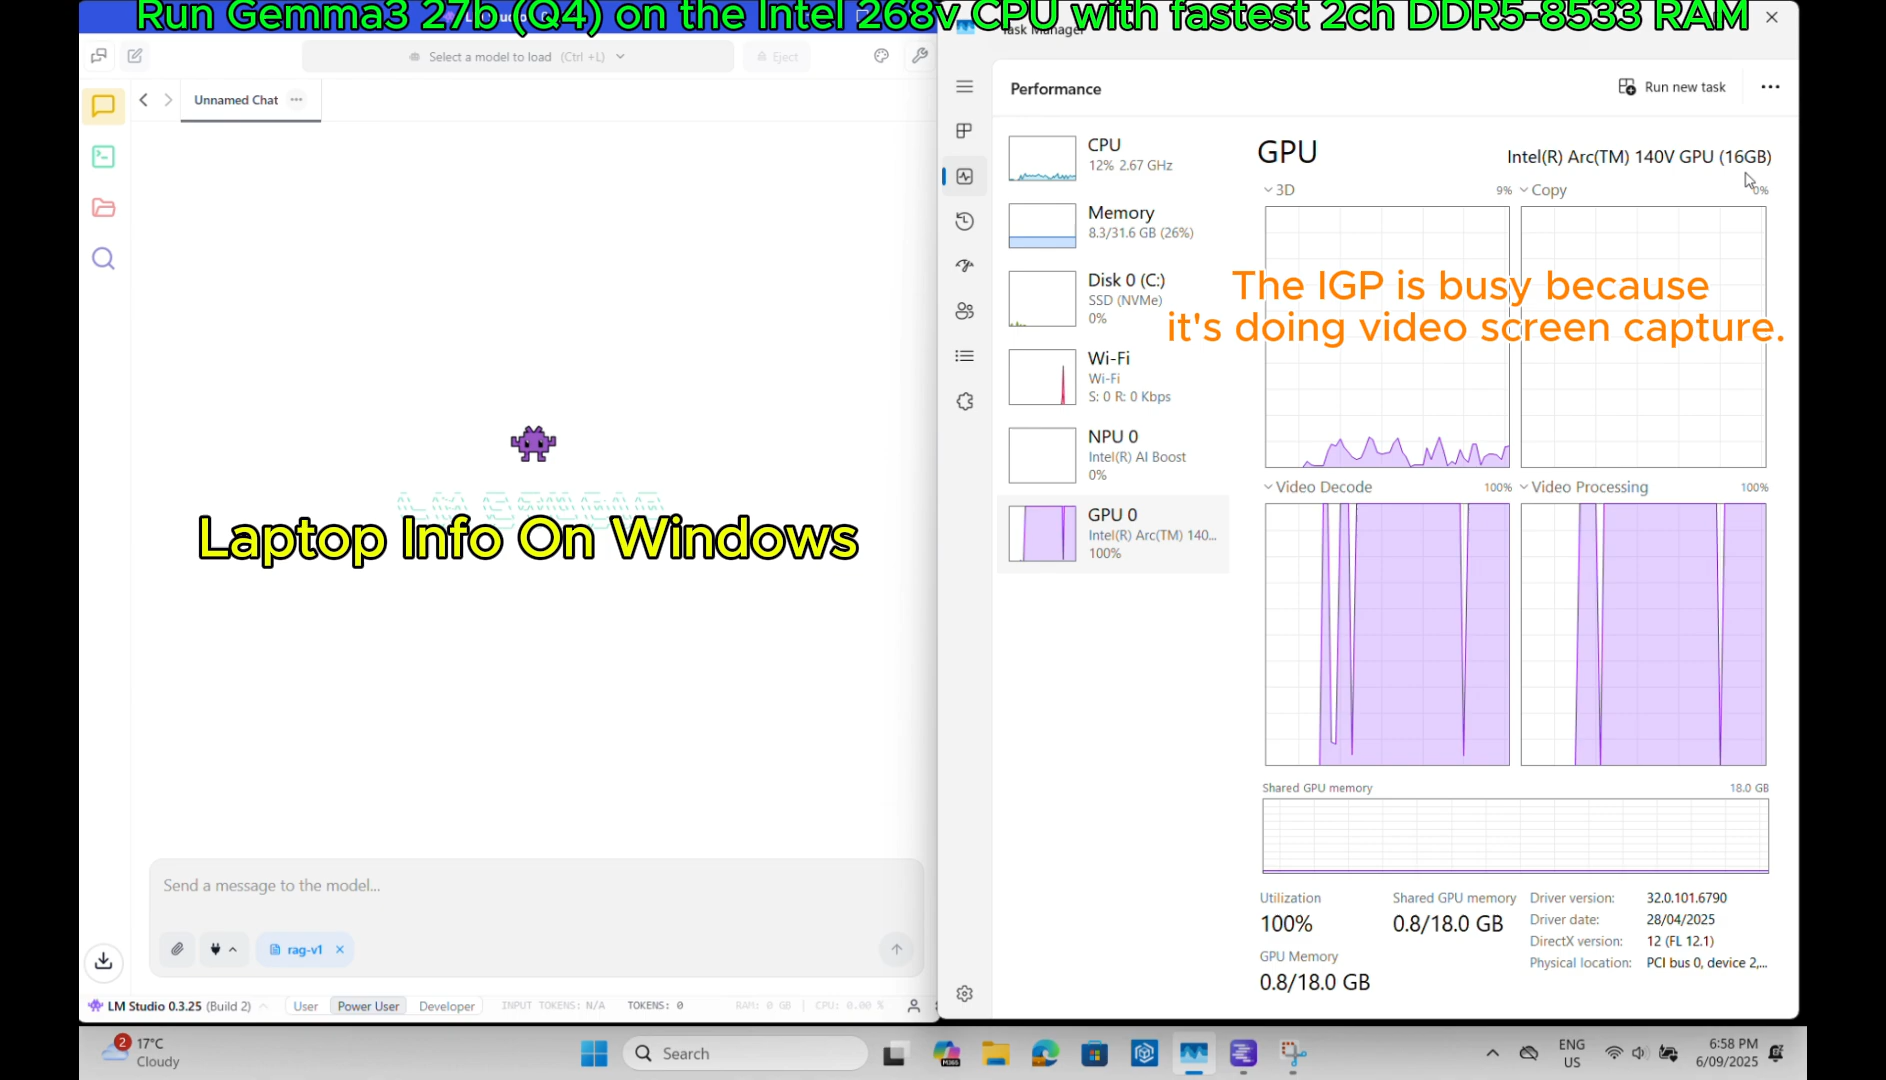 Run Gemma3 27b (Q4) on the Intel 268v CPU with fastest 2ch DDR5-8533 RAM
Task Manager
Select a model to load (Ctrl +L)
Eject
Unnamed Chat
Performance
Run new task
CPU
12% 2.67 GHz
Memory
8.3/31.6 GB (26%)
Disk 0 (C:)
SSD (NVMe)
0%
Wi-Fi
Wi-Fi
S: 0 R: 0 Kbps
NPU 0
Intel(R) AI Boost
0%
GPU 0
Intel(R) Arc(TM) 140...
100%
GPU
Intel(R) Arc(TM) 140V GPU (16GB)
3D
9%
Copy
0%
The IGP is busy because
it's doing video screen capture.
Video Decode
100%
Video Processing
100%
LM STUDIO
Laptop Info On Windows
Shared GPU memory
18.0 GB
Utilization
100%
Shared GPU memory
0.8/18.0 GB
GPU Memory
0.8/18.0 GB
Driver version: 32.0.101.6790
Driver date: 28/04/2025
DirectX version: 12 (FL 12.1)
Physical location: PCI bus 0, device 2,...
Send a message to the model...
rag-v1
LM Studio 0.3.25 (Build 2)
User
Power User
Developer
INPUT TOKENS: N/A
TOKENS: 0
RAM: 0 GB | CPU: 0.00 %
2
17°C
Cloudy
Search
M365
ENG
US
6:58 PM
6/09/2025